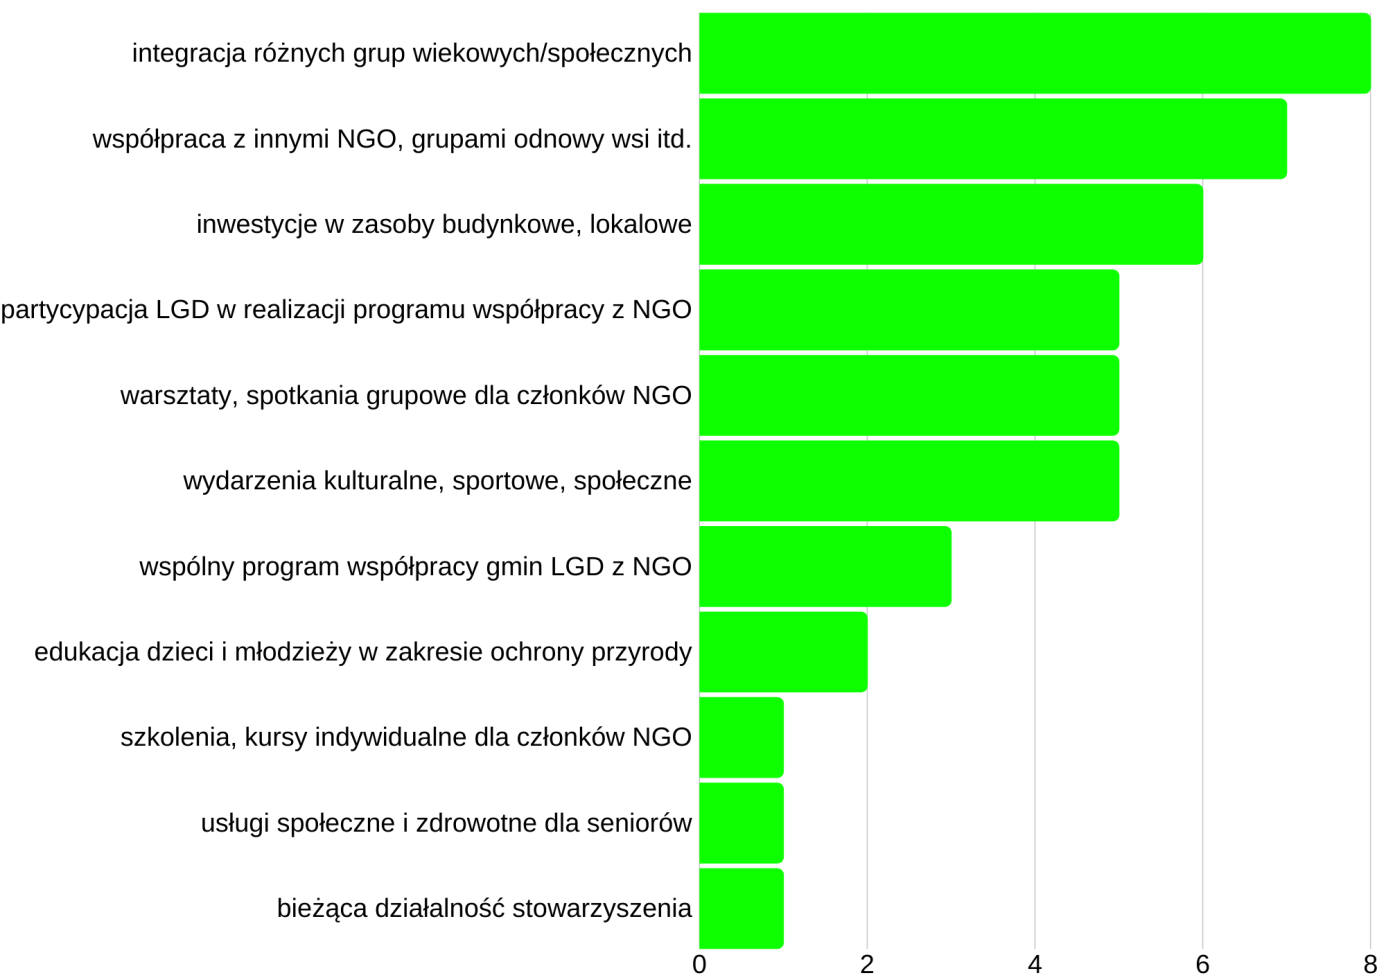 integracja różnych grup wiekowych/społecznych
współpraca z innymi NGO, grupami odnowy wsi itd.
inwestycje w zasoby budynkowe, lokalowe
partycypacja LGD w realizacji programu współpracy z NGO
warsztaty, spotkania grupowe dla członków NGO
wydarzenia kulturalne, sportowe, społeczne
wspólny program współpracy gmin LGD z NGO
edukacja dzieci i młodzieży w zakresie ochrony przyrody
szkolenia, kursy indywidualne dla członków NGO
usługi społeczne i zdrowotne dla seniorów
bieżąca działalność stowarzyszenia
0 2 4 6 8